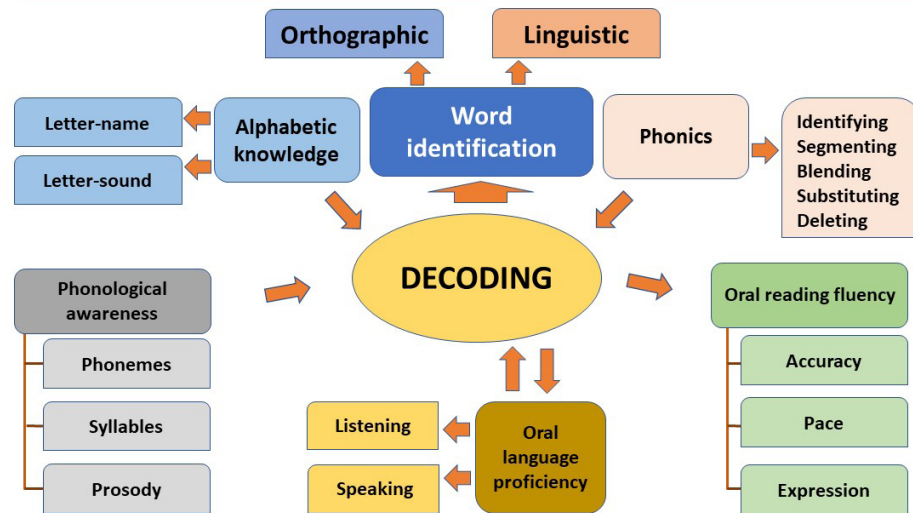 Orthographic
Linguistic
Letter-name
Letter-sound
Alphabetic
knowledge
Word
identification
Phonics
Identifying
Segmenting
Blending
Substituting
Deleting
DECODING
Phonological
awareness
Phonemes
Syllables
Prosody
Listening
Speaking
Oral
language
proficiency
Oral reading fluency
Accuracy
Pace
Expression